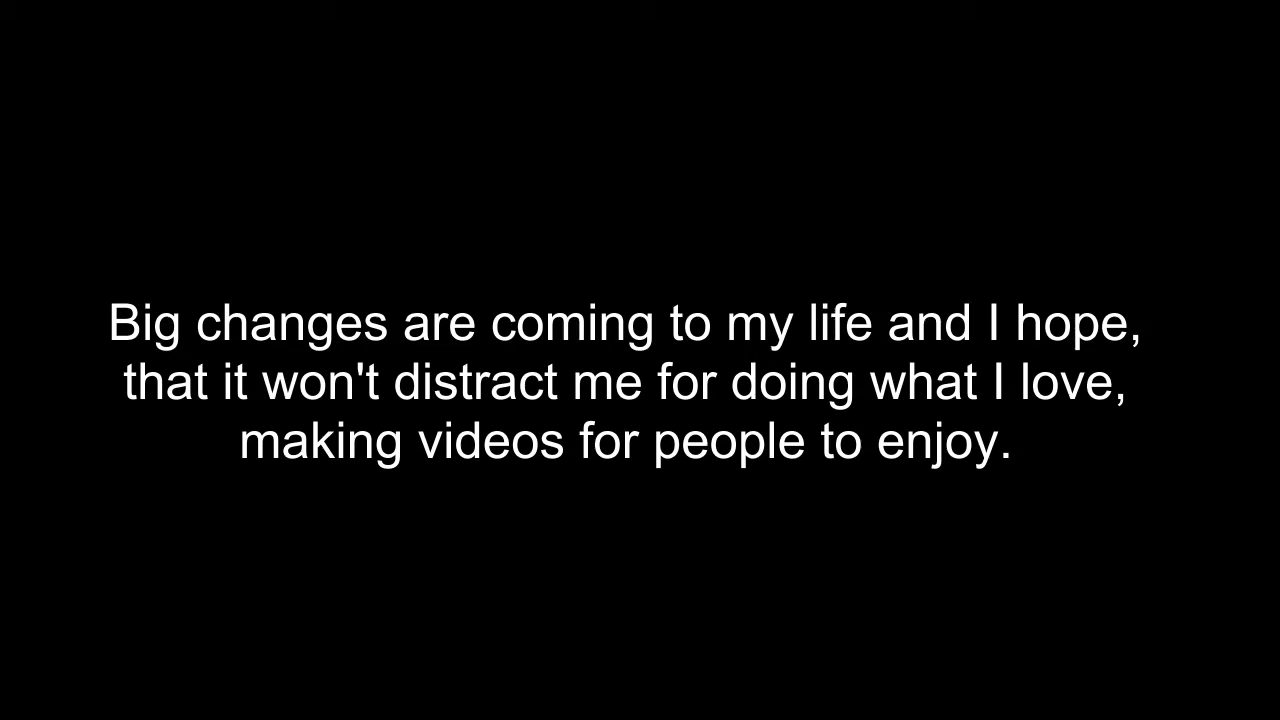 Big changes are coming to my life and I hope,
that it won't distract me for doing what I love,
making videos for people to enjoy.